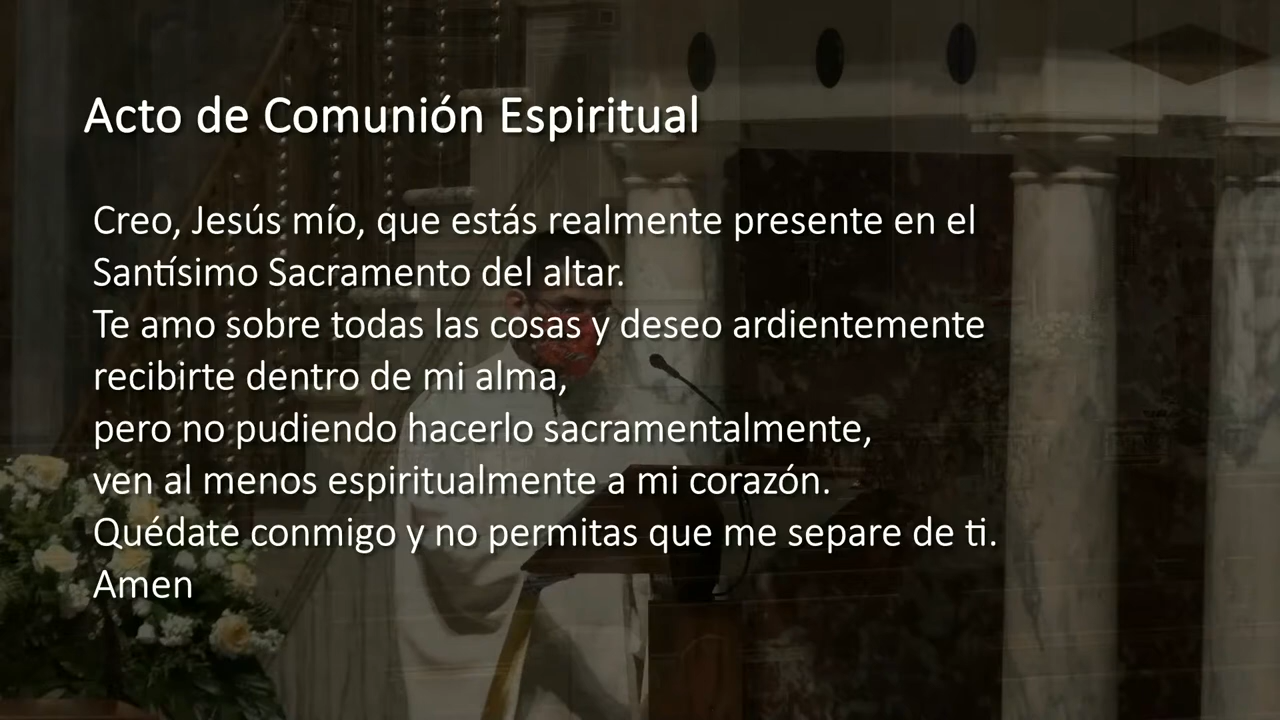 Acto de Comunión Espiritual
Creo, Jesús mío, que estás realmente presente en el
Santísimo Sacramento del altar.
Te amo sobre todas las cosas y deseo ardientemente
recibirte dentro de mi alma,
pero no pudiendo hacerlo sacramentalmente,
ven al menos espiritualmente a mi corazón.
Quédate conmigo y no permitas que me separe de ti.
Amen